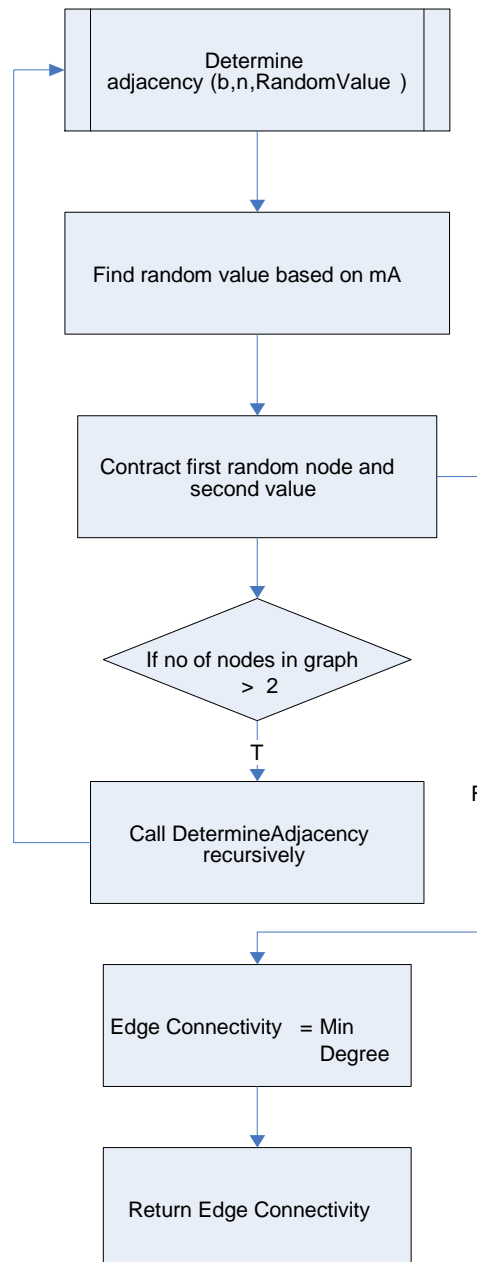 Determine
adjacency (b,n,RandomValue )
Find random value based on mA
Contract first random node and
second value
If no of nodes in graph
> 2
T
F
Call DetermineAdjacency
recursively
Edge Connectivity = Min
Degree
Return Edge Connectivity